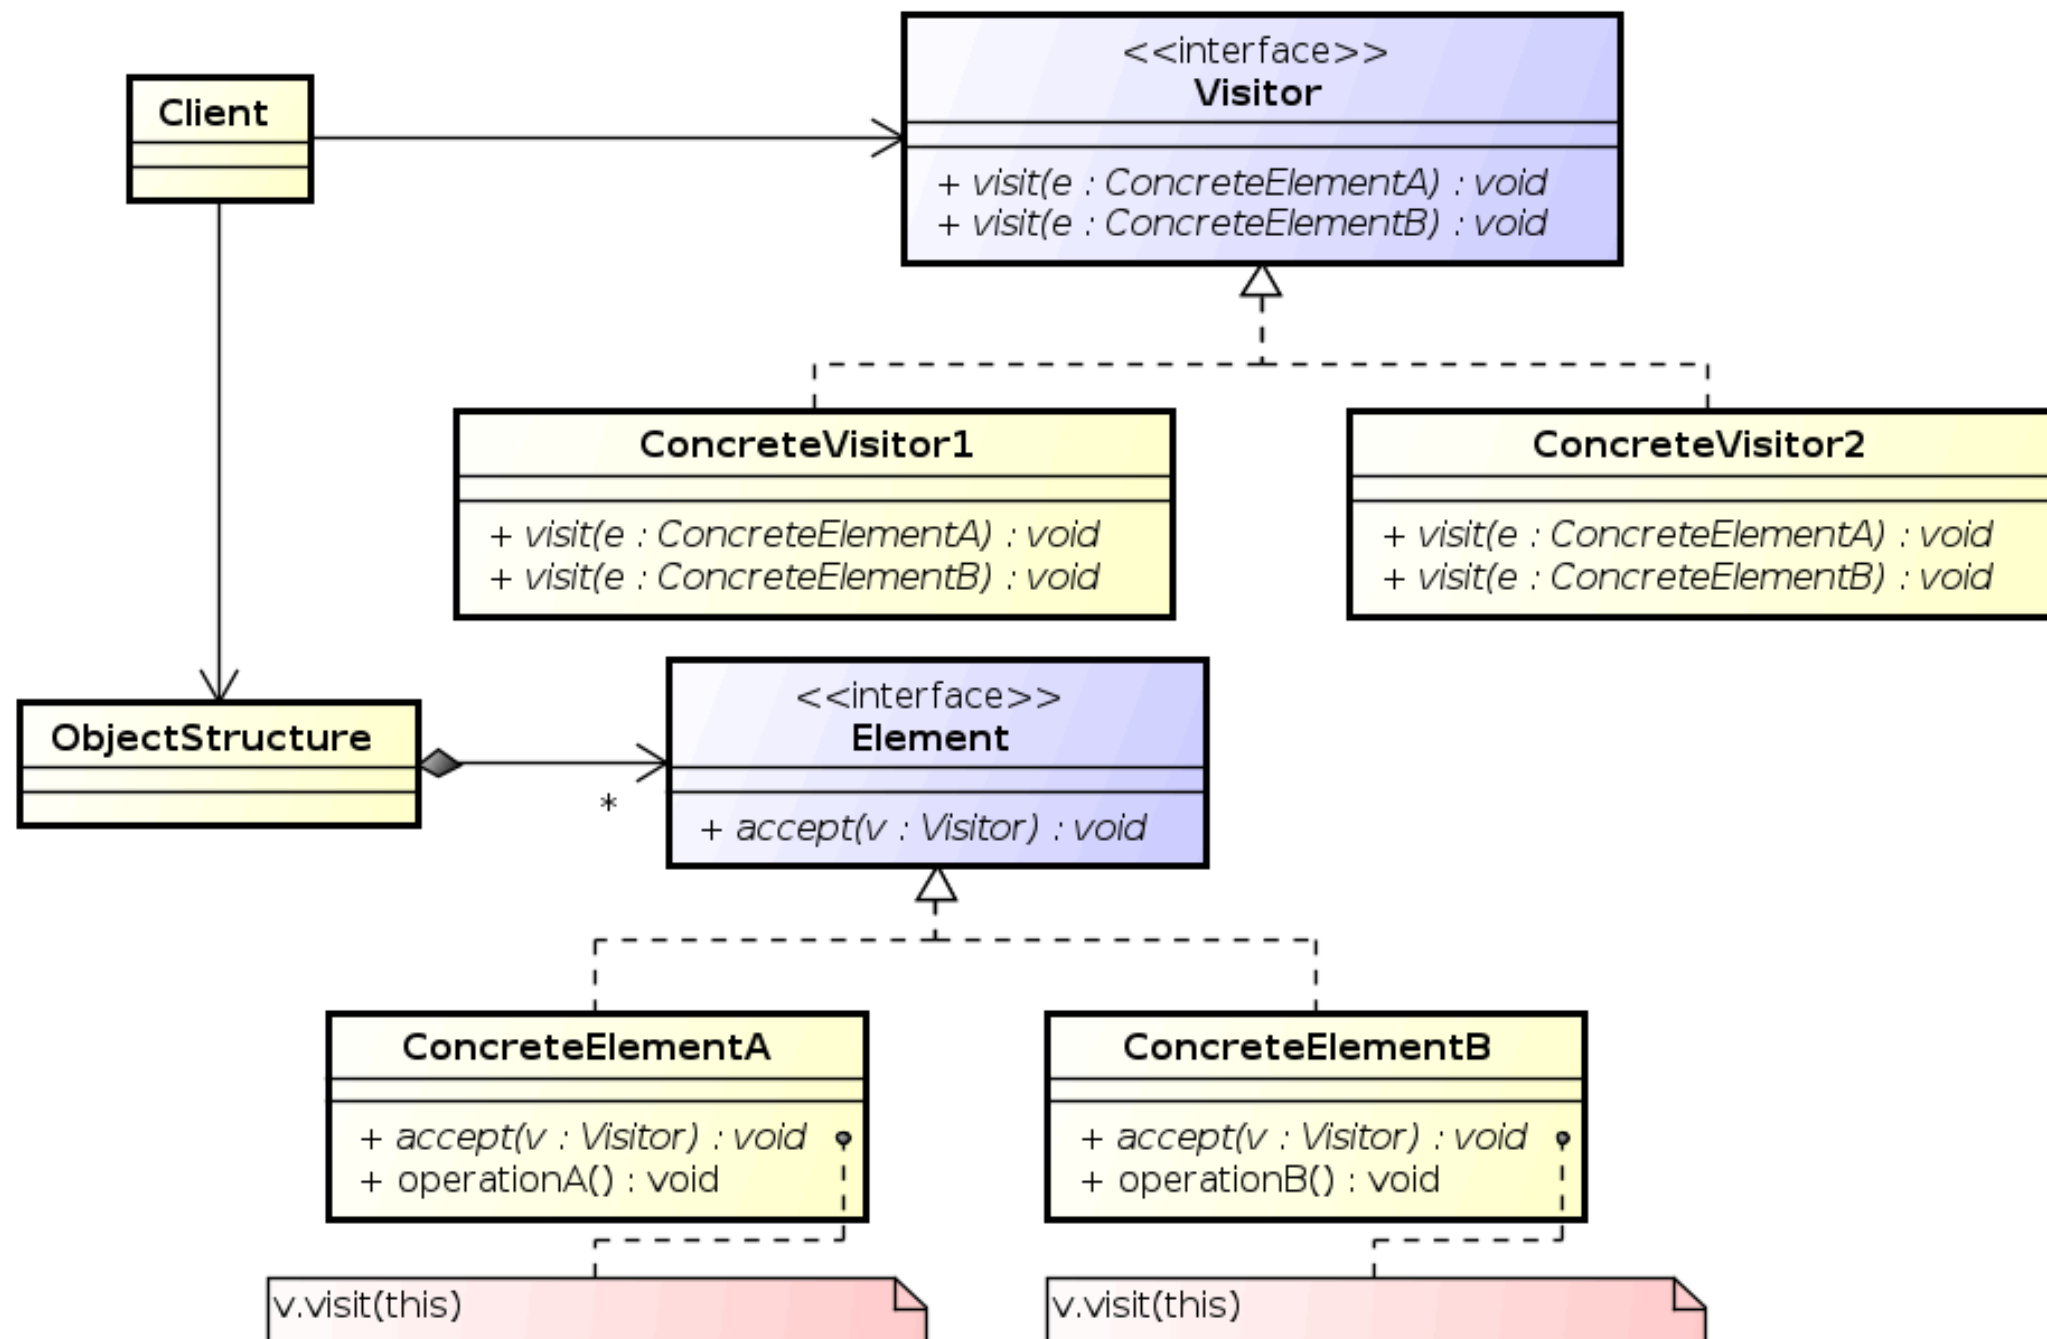 Client
<<interface>>
Visitor
+ visit(e : ConcreteElementA) : void
+ visit(e : ConcreteElementB) : void
ConcreteVisitor1
+ visit(e : ConcreteElementA) : void
+ visit(e : ConcreteElementB) : void
ConcreteVisitor2
+ visit(e : ConcreteElementA) : void
+ visit(e : ConcreteElementB) : void
ObjectStructure
*
<<interface>>
Element
+ accept(v : Visitor) : void
ConcreteElementA
+ accept(v : Visitor) : void
+ operationA() : void
ConcreteElementB
+ accept(v : Visitor) : void
+ operationB() : void
v.visit(this)
v.visit(this)